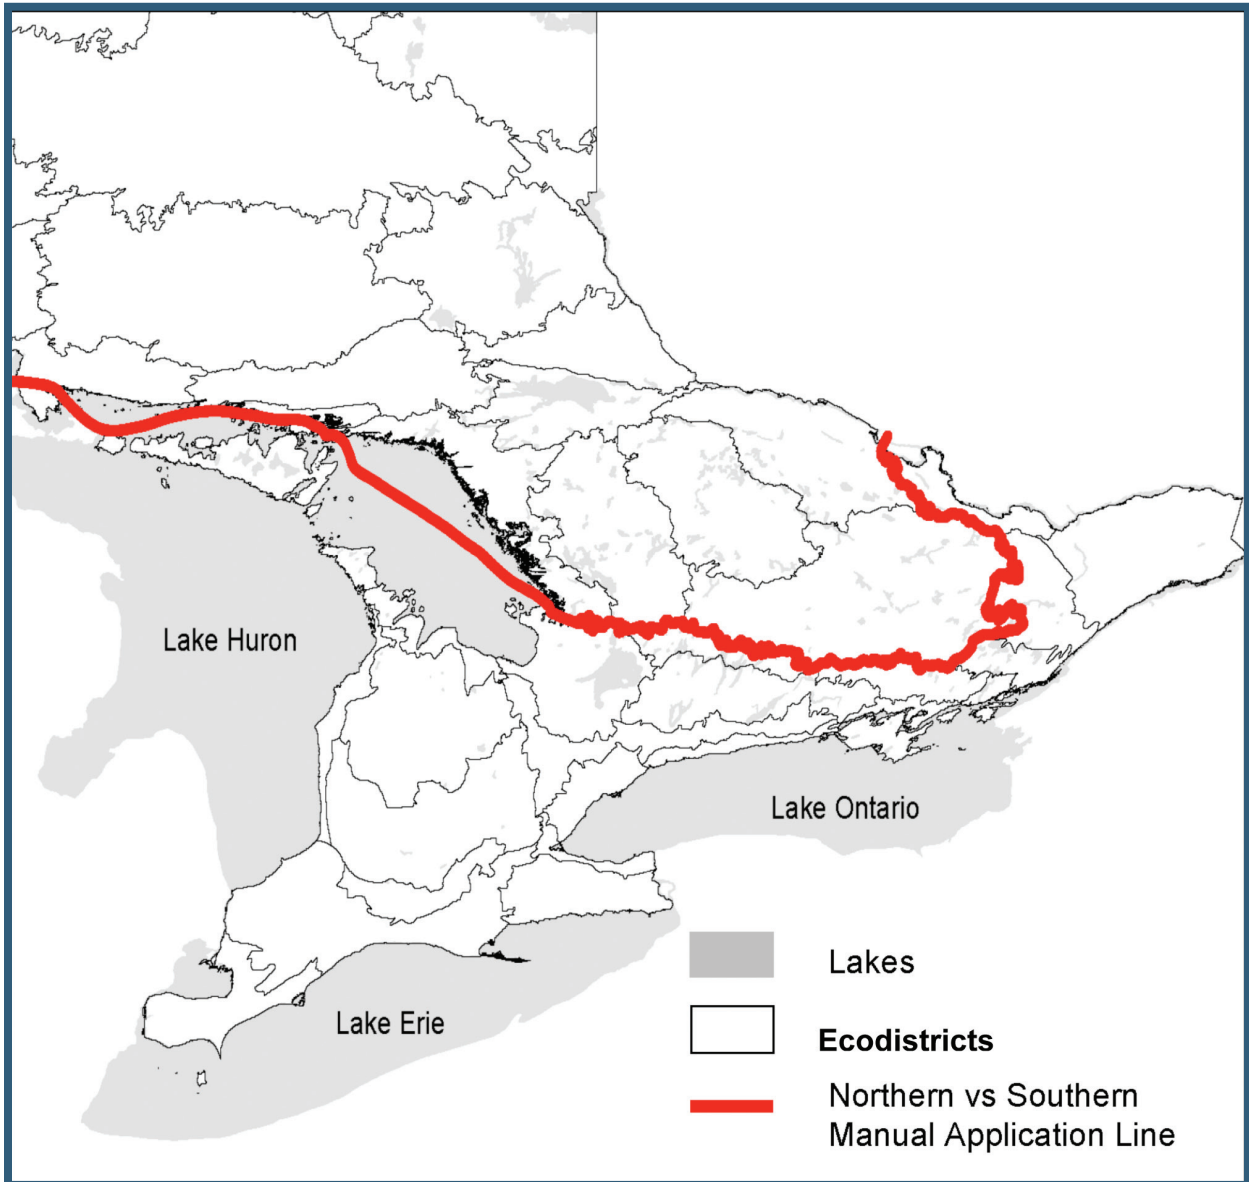 Lake Huron
Lake Ontario
Lake Erie
Lakes
Ecodistricts
Northern vs Southern
Manual Application Line